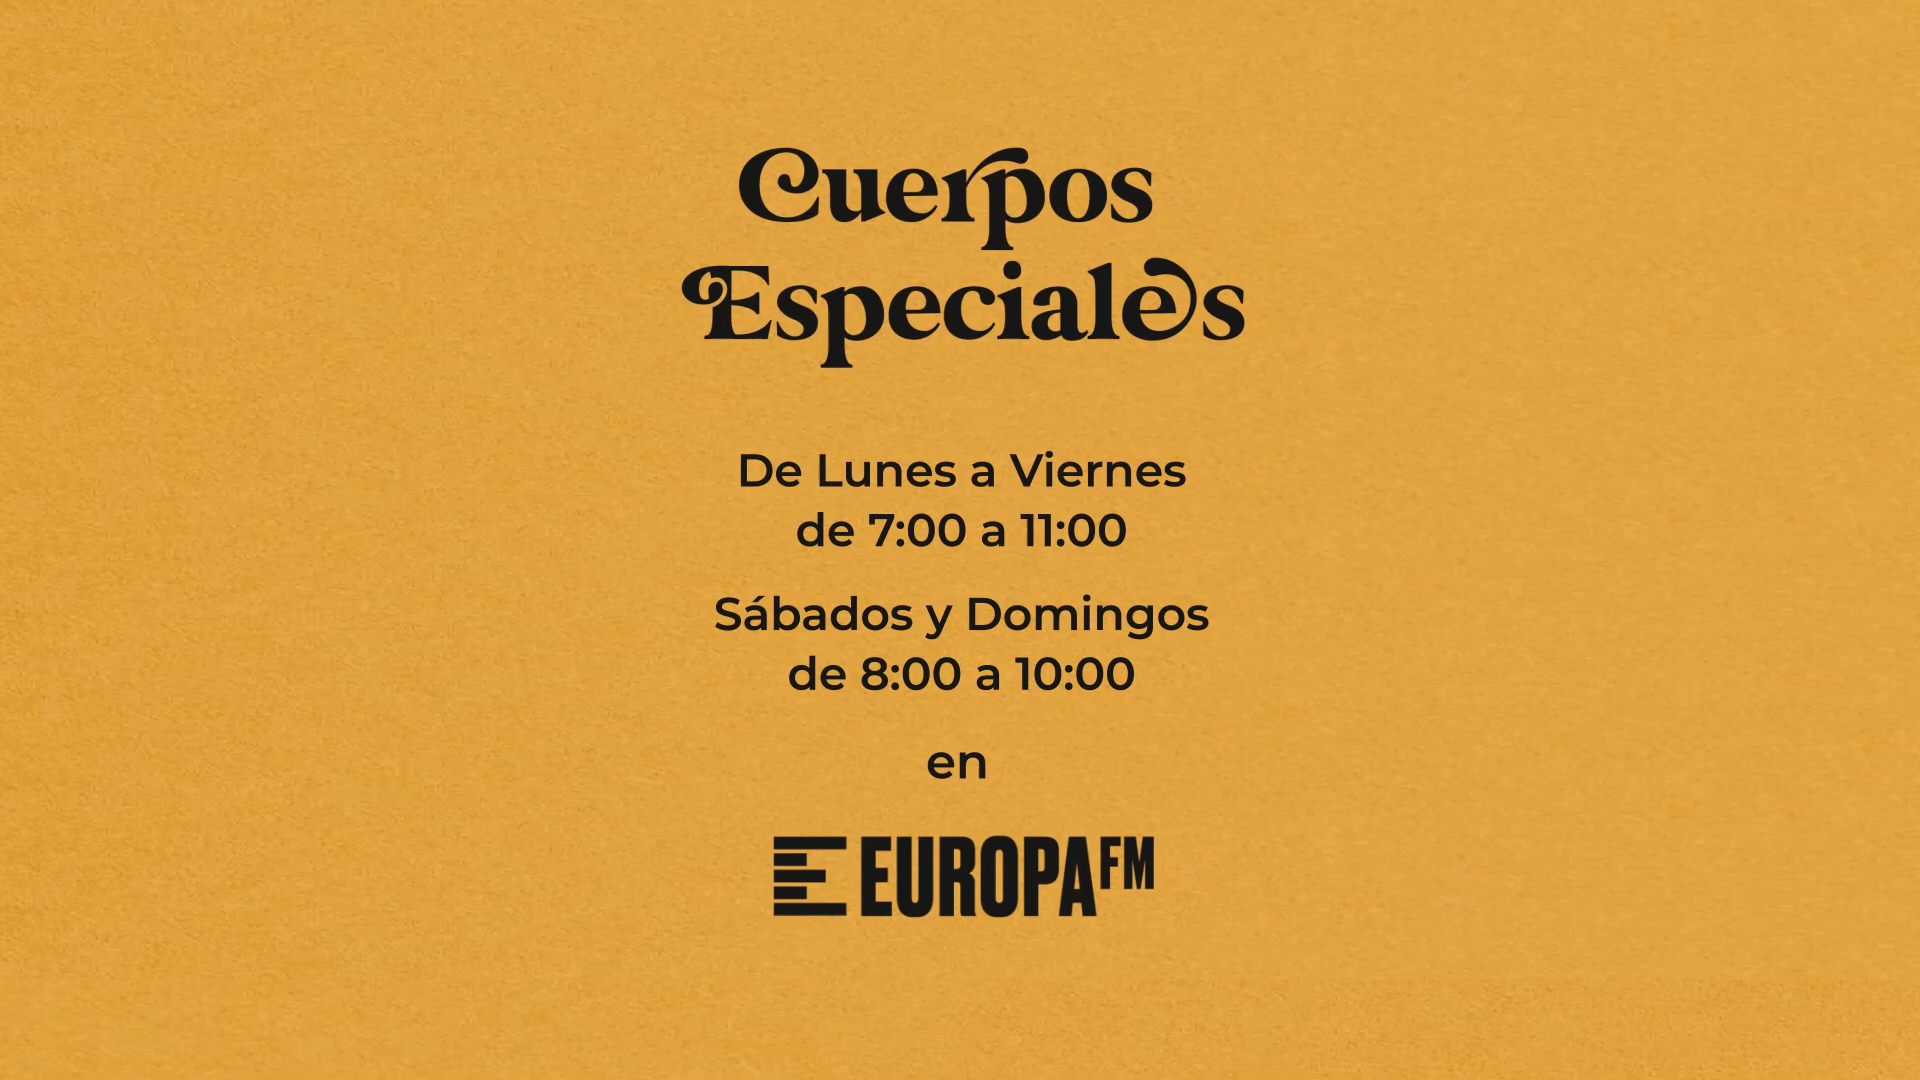 Cuerpos
Especiales
De Lunes a Viernes
de 7:00 a 11:00
Sábados y Domingos
de 8:00 a 10:00
en
EUROPA FM